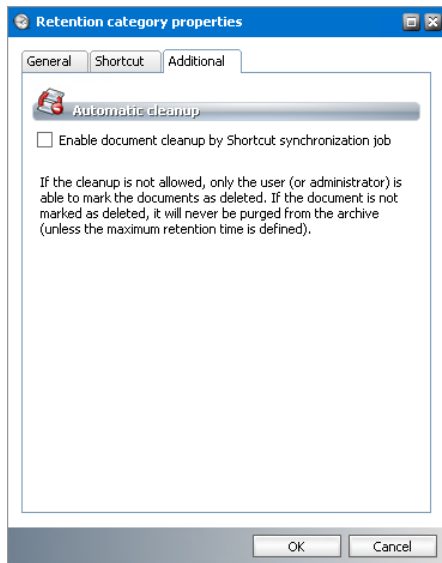 Retention category properties
General Shortcut Additional
Automatic cleanup
Enable document cleanup by Shortcut synchronization job
If the cleanup is not allowed, only the user (or administrator) is
able to mark the documents as deleted. If the document is not
marked as deleted, it will never be purged from the archive
(unless the maximum retention time is defined).
OK Cancel